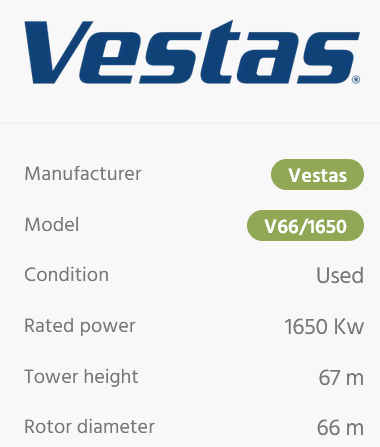 Vestas®
Manufacturer Vestas
Model V66/1650
Condition Used
Rated power 1650 Kw
Tower height 67 m
Rotor diameter 66 m